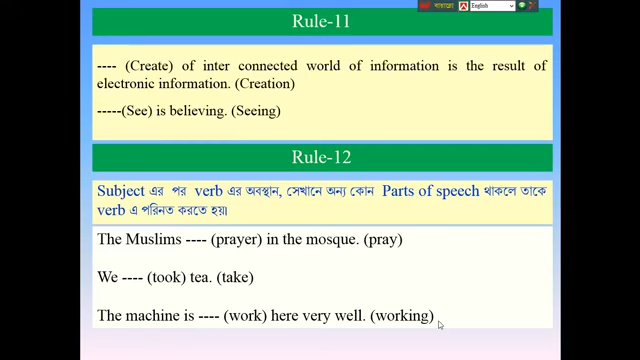 English
Rule-11
---- (Create) of inter connected world of information is the result of
electronic information. (Creation)
-----(See) is believing. (Seeing)
Rule-12
Subject এর পর verb এর অবস্থান, সেখানে অন্য কোন Parts of speech থাকলে তাকে
verb এ পরিনত করতে হয়।
The Muslims ---- (prayer) in the mosque. (pray)
We ---- (took) tea. (take)
The machine is ---- (work) here very well. (working)